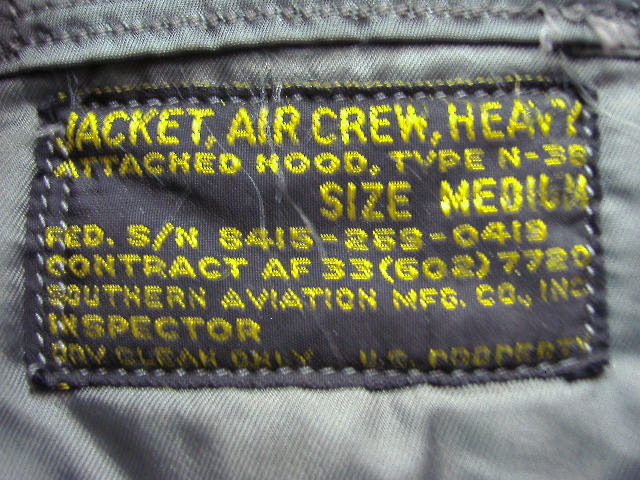 JACKET, AIR CREW, HEAVY
ATTACHED HOOD, TYPE N-3B
SIZE MEDIUM
FED. S/N 8415-269-0419
CONTRACT AF 33(602)7720
SOUTHERN AVIATION MFG. CO., INC
INSPECTOR
DRY CLEAN ONLY U.S. PROPERTY